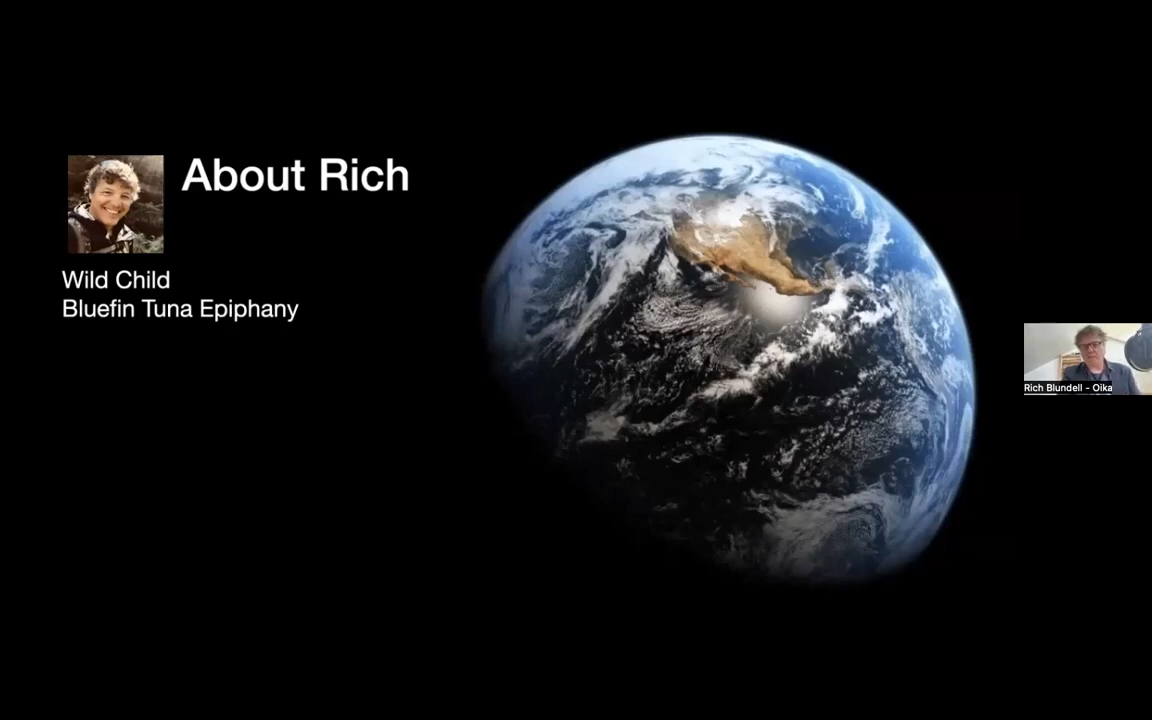 About Rich
Wild Child
Bluefin Tuna Epiphany
Rich Blundell - Oika